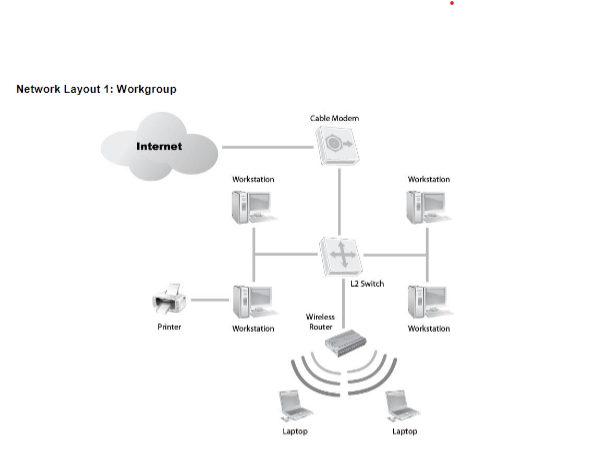 Network Layout 1: Workgroup
Cable Modem
Internet
Workstation
Workstation
L2 Switch
Printer
Workstation
Wireless
Router
Workstation
Laptop
Laptop